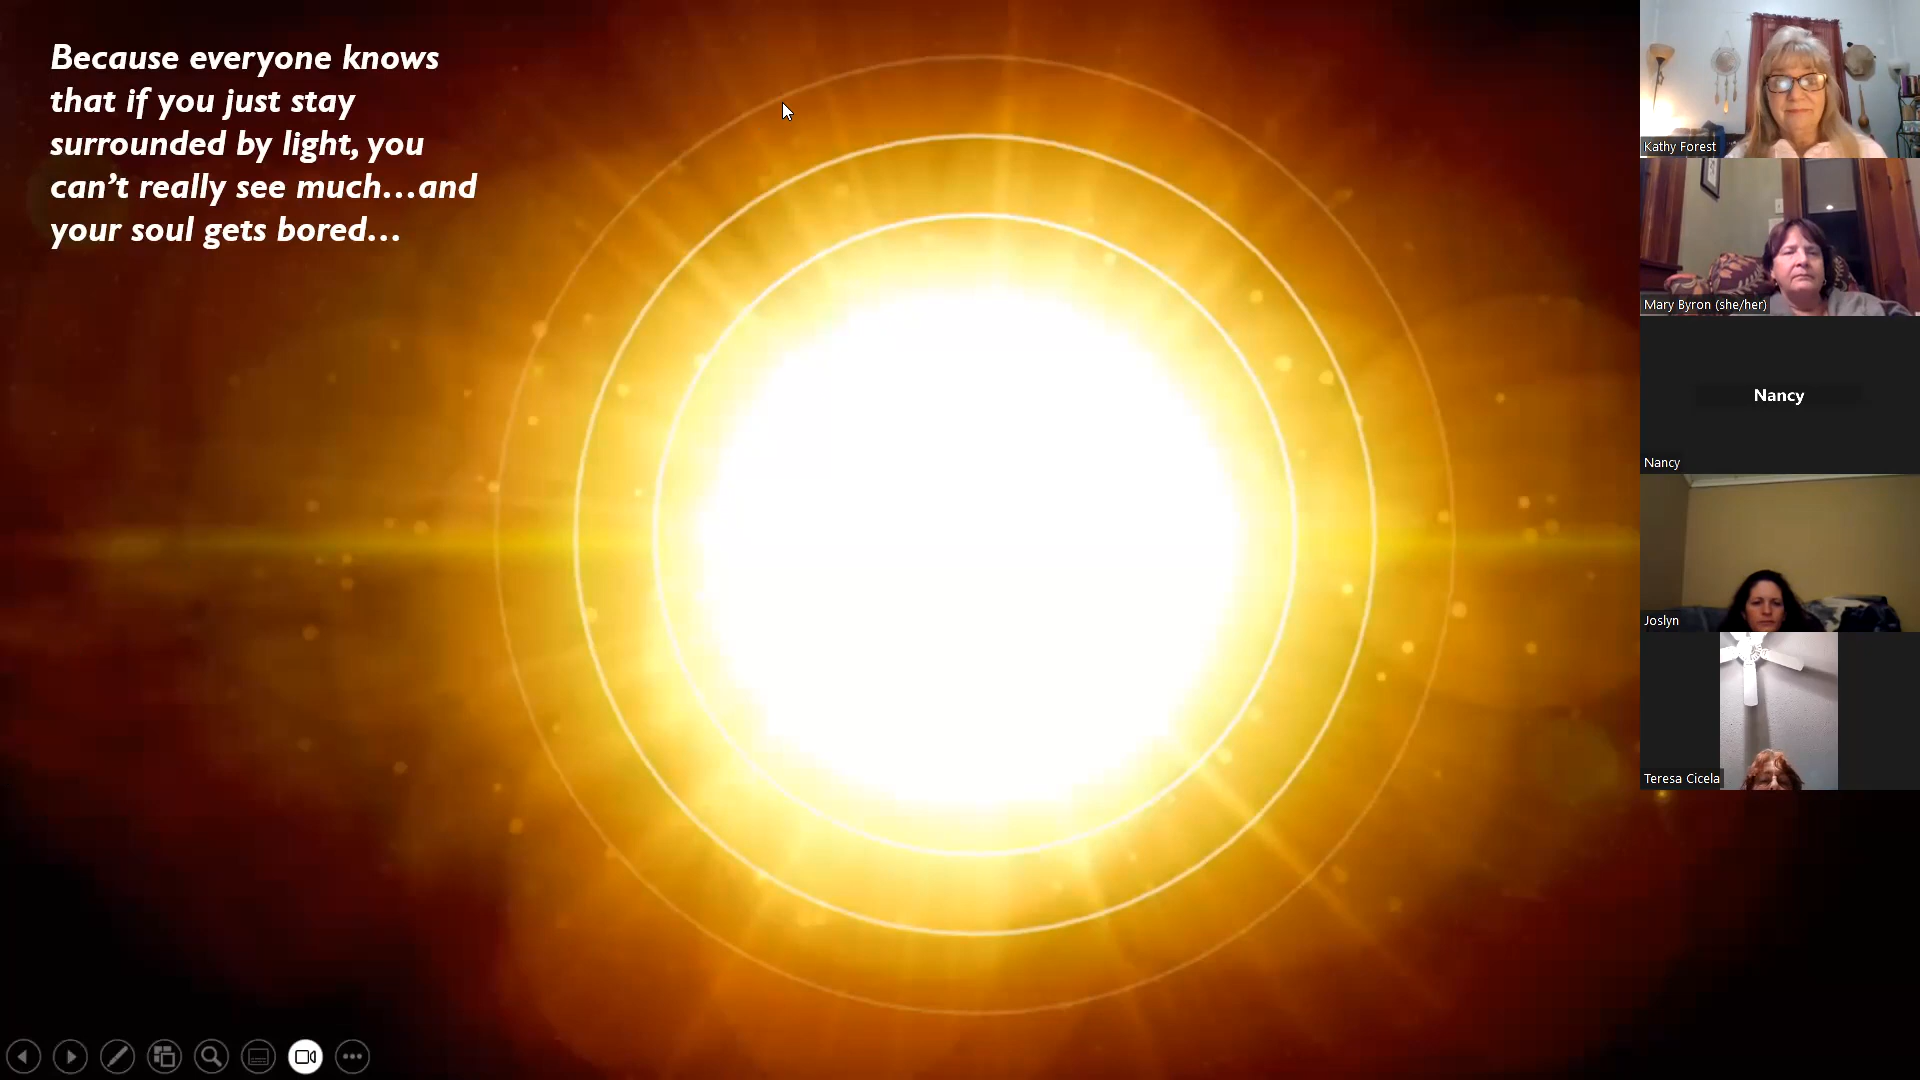 Because everyone knows
that if you just stay
surrounded by light, you
can’t really see much…and
your soul gets bored…
Kathy Forest
Mary Byron (she/her)
Nancy
Nancy
Joslyn
Teresa Cicela